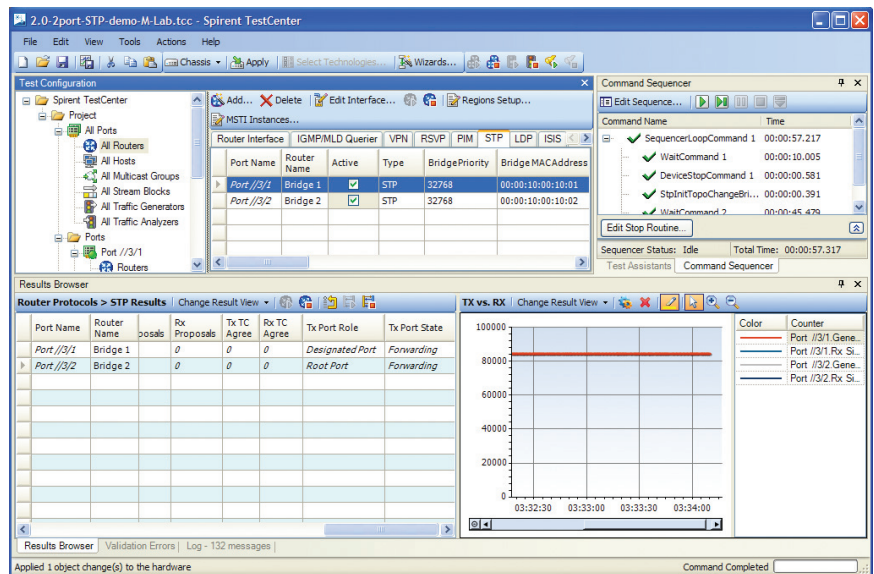 2.0-2port-STP-demo-M-Lab.tcc - Spirent TestCenter
File Edit View Tools Actions Help
Chassis Apply Select Technologies... Wizards...
Test Configuration
Spirent TestCenter
Project
All Ports
All Routers
All Hosts
All Multicast Groups
All Stream Blocks
All Traffic Generators
All Traffic Analyzers
Ports
Port //3/1
Routers
Add... Delete Edit Interface... Regions Setup...
MSTI Instances...
Router Interface IGMP/MLD Querier VPN RSVP PIM STP LDP ISIS
Port Name Router Name Active Type BridgePriority Bridge MACAddress
Port //3/1 Bridge 1 STP 32768 00:00:10:00:10:01
Port //3/2 Bridge 2 STP 32768 00:00:10:00:10:02
Command Sequencer
Edit Sequence...
Command Name Time
SequencerLoopCommand 1 00:00:57.217
WaitCommand 1 00:00:10.005
DeviceStopCommand 1 00:00:00.581
StpInitTopoChangeBri... 00:00:00.391
WaitCommand 2 00:00:45.479
Edit Stop Routine...
Sequencer Status: Idle Total Time: 00:00:57.317
Test Assistants Command Sequencer
Results Browser
Router Protocols > STP Results Change Result View
Port Name Router Name posals Rx Proposals Tx TC Agree Rx TC Agree Tx Port Role Tx Port State
Port //3/1 Bridge 1 0 0 0 Designated Port Forwarding
Port //3/2 Bridge 2 0 0 0 Root Port Forwarding
TX vs. RX Change Result View
100000
80000
60000
40000
20000
0
03:32:30 03:33:00 03:33:30 03:34:00
Color Counter
Port //3/1.Gene...
Port //3/1.Rx Si...
Port //3/2.Gene...
Port //3/2.Rx Si...
Results Browser Validation Errors Log - 132 messages
Applied 1 object change(s) to the hardware
Command Completed